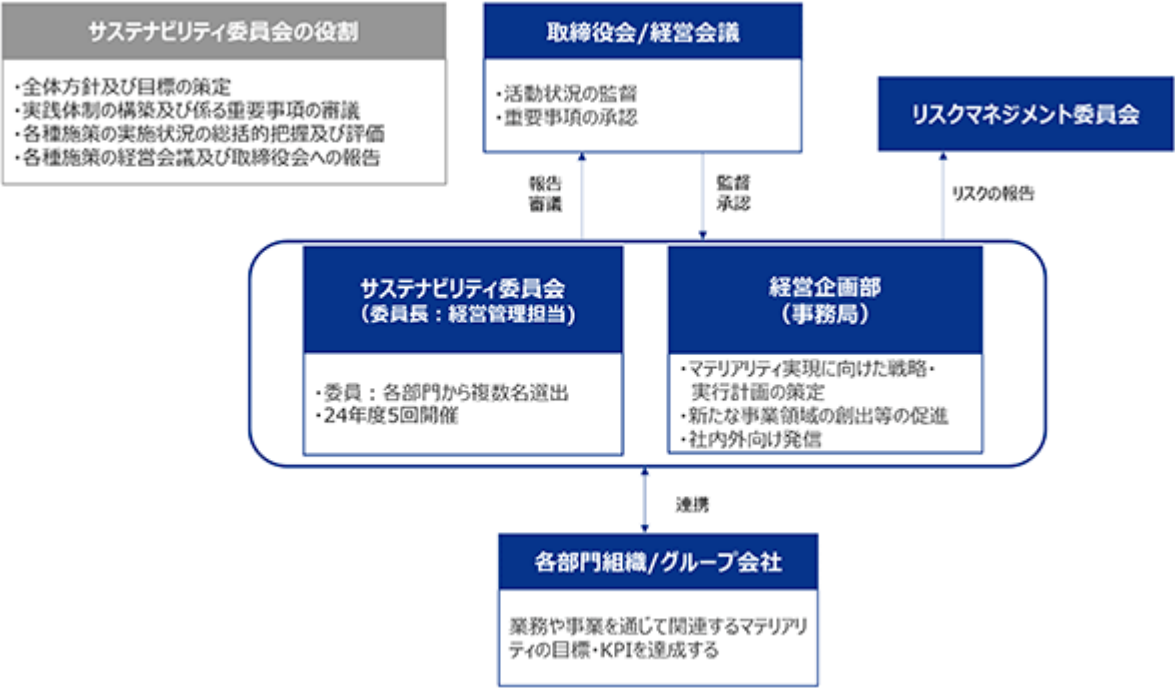 サステナビリティ委員会の役割
・全体方針及び目標の策定
・実践体制の構築及び係る重要事項の審議
・各種施策の実施状況の総括的把握及び評価
・各種施策の経営会議及び取締役会への報告
取締役会/経営会議
・活動状況の監督
・重要事項の承認
リスクマネジメント委員会
報告
審議
監督
承認
リスクの報告
サステナビリティ委員会
（委員長：経営管理担当)
・委員：各部門から複数名選出
・24年度5回開催
経営企画部
（事務局）
・マテリアリティ実現に向けた戦略・
実行計画の策定
・新たな事業領域の創出等の促進
・社内外向け発信
連携
各部門組織/グループ会社
業務や事業を通じて関連するマテリアリ
ティの目標・KPIを達成する